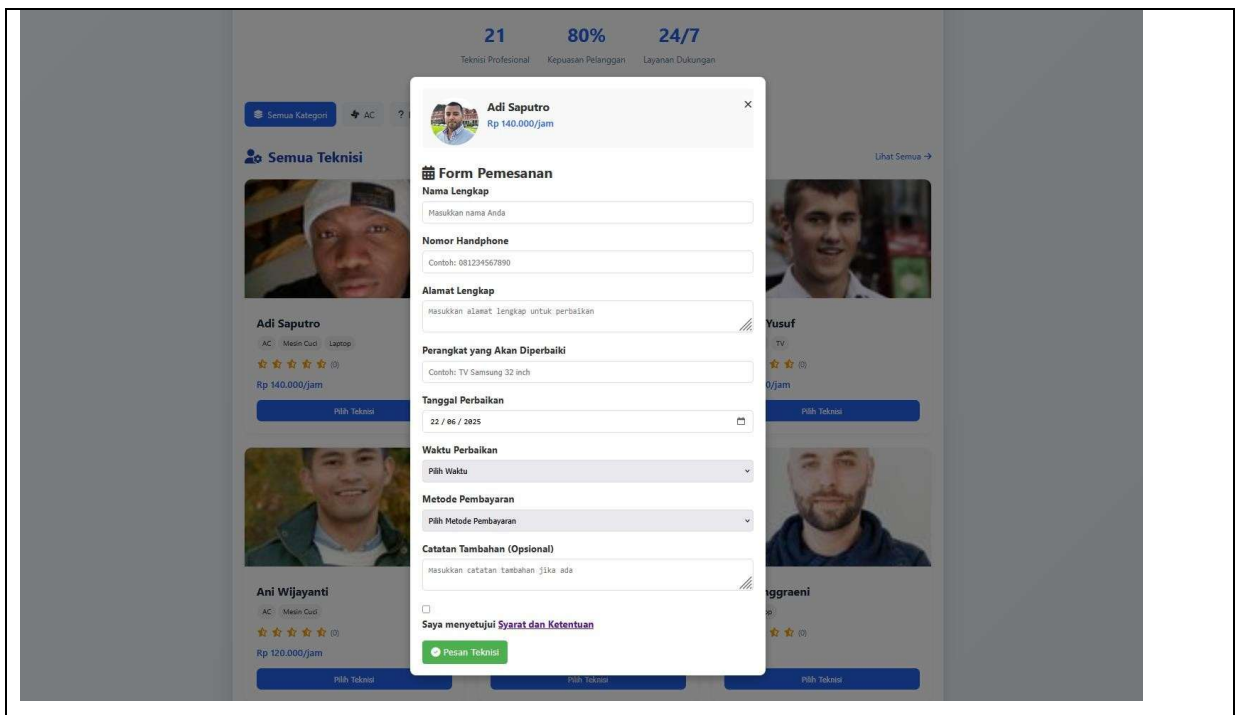 21 80% 24/7
Teknisi Profesional Kepuasan Pelanggan Layanan Dukungan
Semua Kategori AC ?
Semua Teknisi
Lihat Semua →
Adi Saputro
Rp 140.000/jam
×
Form Pemesanan
Nama Lengkap
Masukkan nama Anda
Nomor Handphone
Contoh: 081234567890
Alamat Lengkap
Masukkan alamat lengkap untuk perbaikan
Perangkat yang Akan Diperbaiki
Contoh: TV Samsung 32 inch
Tanggal Perbaikan
22 / 06 / 2025
Waktu Perbaikan
Pilih Waktu
Metode Pembayaran
Pilih Metode Pembayaran
Catatan Tambahan (Opsional)
Masukkan catatan tambahan jika ada
Saya menyetujui Syarat dan Ketentuan
Pesan Teknisi
Adi Saputro
AC Mesin Cuci Laptop
(0)
Rp 140.000/jam
Pilih Teknisi
Yusuf
TV
(0)
0/jam
Pilih Teknisi
Ani Wijayanti
AC Mesin Cuci
(0)
Rp 120.000/jam
Pilih Teknisi
Pilih Teknisi
nggraeni
(0)
Pilih Teknisi